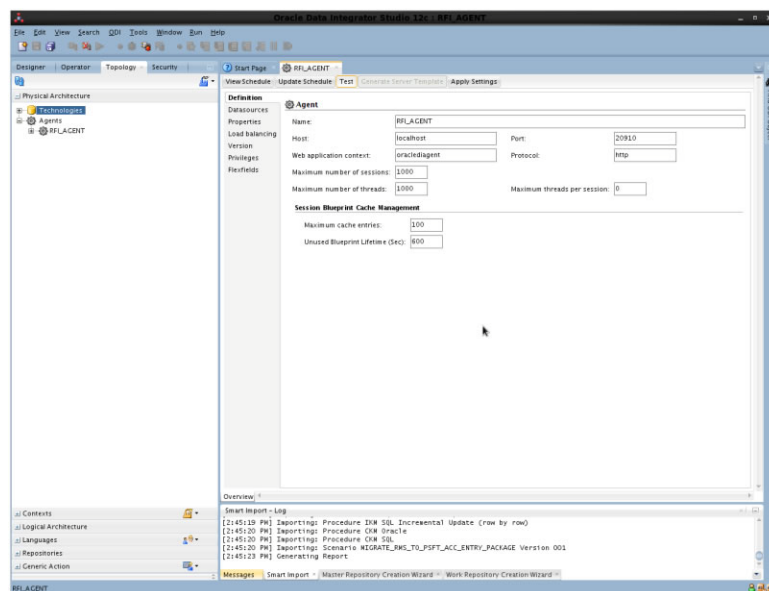 Oracle Data Integrator Studio 12c : RFI_AGENT
File Edit View Search ODI Tools Window Run Help
Designer Operator Topology Security
Start Page RFI_AGENT
View Schedule Update Schedule Test Generate Server Template Apply Settings
Physical Architecture
Technologies
Agents
RFI_AGENT
Definition
Datasources
Properties
Load balancing
Version
Privileges
Flexfields
Agent
Name: RFI_AGENT
Host: localhost Port: 20910
Web application context: oraclediagent Protocol: http
Maximum number of sessions: 1000
Maximum number of threads: 1000 Maximum threads per session: 0
Session Blueprint Cache Management
Maximum cache entries: 100
Unused Blueprint Lifetime (Sec): 600
Overview
Contexts
Logical Architecture
Languages
Repositories
Generic Action
Smart Import - Log
[2:45:19 PM] Importing: Procedure IKM SQL Incremental Update (row by row)
[2:45:20 PM] Importing: Procedure CKM Oracle
[2:45:20 PM] Importing: Procedure CKM SQL
[2:45:20 PM] Importing: Scenario MIGRATE_RMS_TO_PSFT_ACC_ENTRY_PACKAGE Version 001
[2:45:23 PM] Generating Report
Messages Smart Import Master Repository Creation Wizard Work Repository Creation Wizard
RFI_AGENT